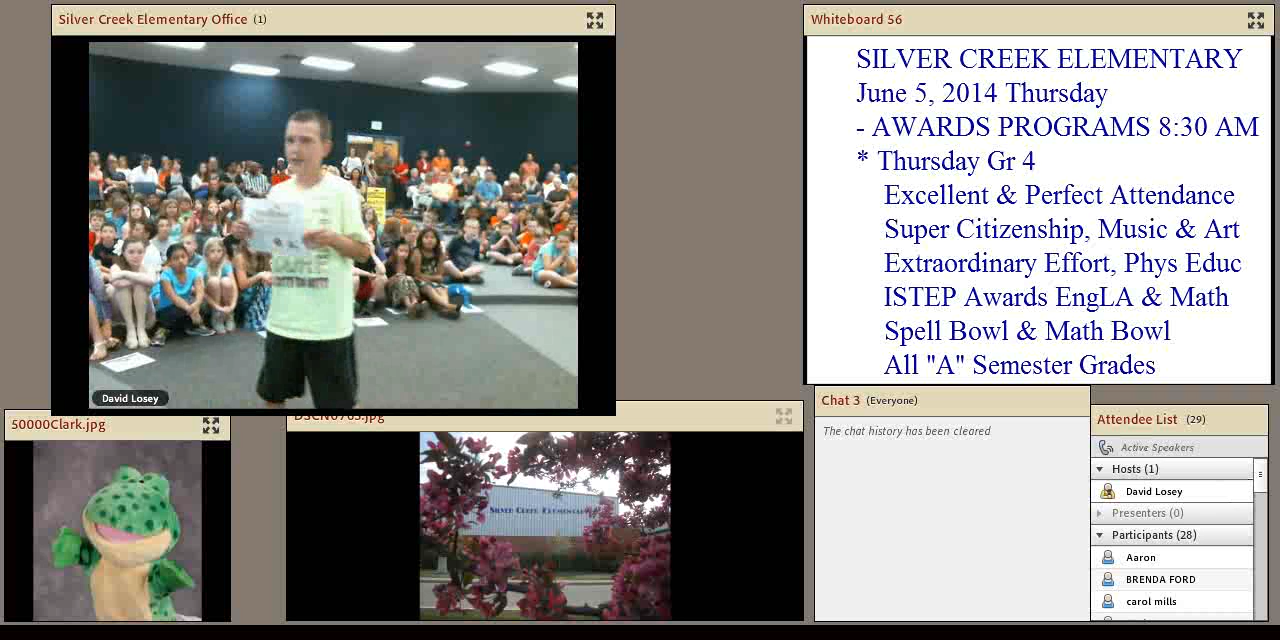 Silver Creek Elementary Office (1)
David Losey
Whiteboard 56
SILVER CREEK ELEMENTARY
June 5, 2014 Thursday
- AWARDS PROGRAMS 8:30 AM
* Thursday Gr 4
Excellent & Perfect Attendance
Super Citizenship, Music & Art
Extraordinary Effort, Phys Educ
ISTEP Awards EngLA & Math
Spell Bowl & Math Bowl
All "A" Semester Grades
50000Clark.jpg
SILVER CREEK ELEMENTARY
Chat 3 (Everyone)
The chat history has been cleared
Attendee List (29)
Active Speakers
Hosts (1)
David Losey
Presenters (0)
Participants (28)
Aaron
BRENDA FORD
carol mills